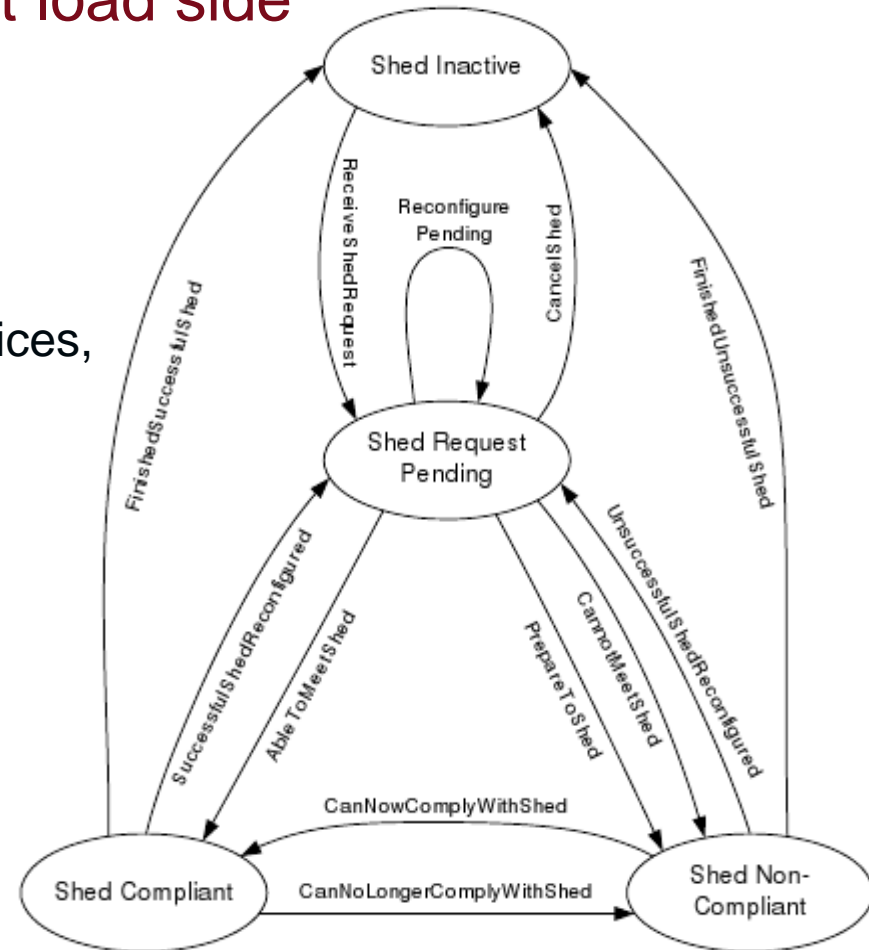 t load side
Shed Inactive
ReceiveShedRequest
Reconfigure
Pending
CancelShed
FinishedSuccessfulShed
FinishedUnsuccessfulShed
ices,
Shed Request
Pending
SuccessfulShedReconfigured
AbleToMeetShed
PrepareToShed
CannotMeetShed
UnsuccessfulShedReconfigured
CanNowComplyWithShed
Shed Compliant
CanNoLongerComplyWithShed
Shed Non-
Compliant